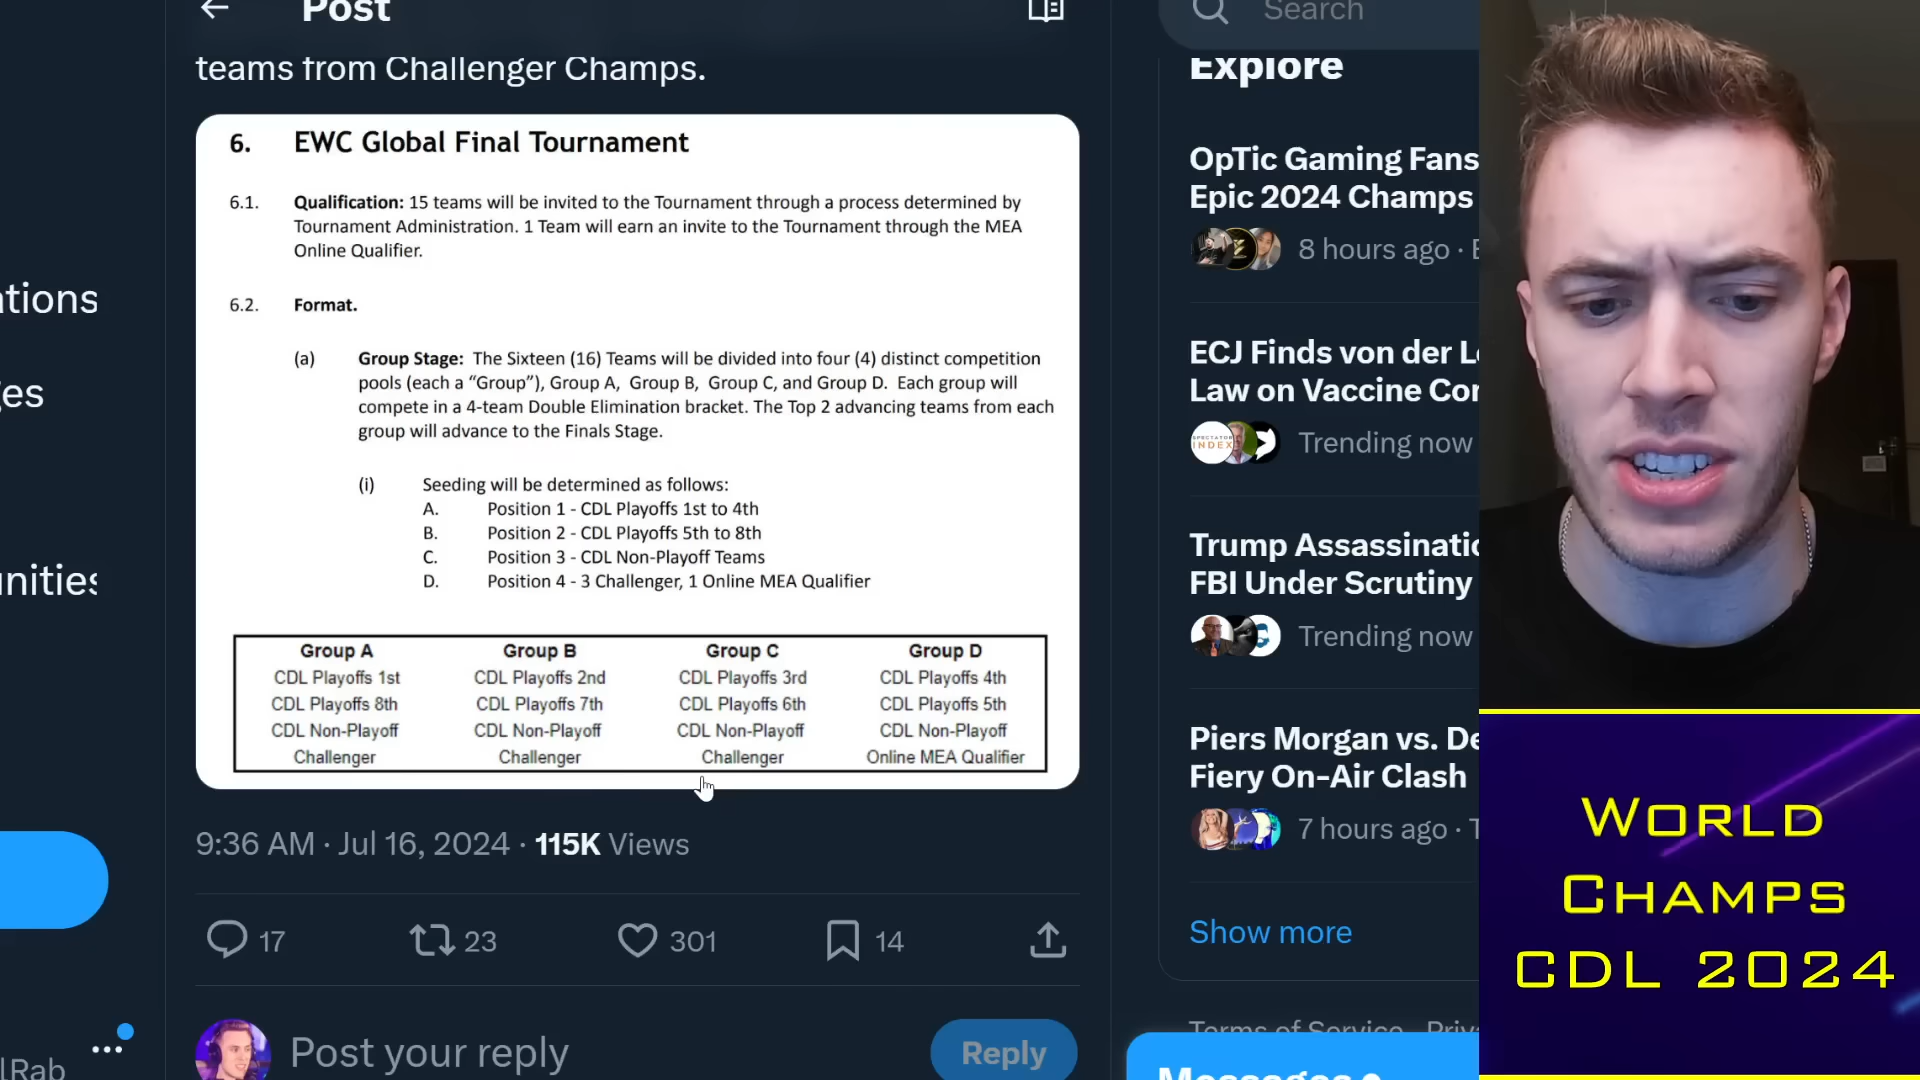 Post
teams from Challenger Champs.
6. EWC Global Final Tournament
6.1. Qualification: 15 teams will be invited to the Tournament through a process determined by
Tournament Administration. 1 Team will earn an invite to the Tournament through the MEA
Online Qualifier.
6.2. Format.
(a) Group Stage: The Sixteen (16) Teams will be divided into four (4) distinct competition
pools (each a “Group”), Group A, Group B, Group C, and Group D. Each group will
compete in a 4-team Double Elimination bracket. The Top 2 advancing teams from each
group will advance to the Finals Stage.
(i) Seeding will be determined as follows:
A. Position 1 - CDL Playoffs 1st to 4th
B. Position 2 - CDL Playoffs 5th to 8th
C. Position 3 - CDL Non-Playoff Teams
D. Position 4 - 3 Challenger, 1 Online MEA Qualifier
Group A Group B Group C Group D
CDL Playoffs 1st CDL Playoffs 2nd CDL Playoffs 3rd CDL Playoffs 4th
CDL Playoffs 8th CDL Playoffs 7th CDL Playoffs 6th CDL Playoffs 5th
CDL Non-Playoff CDL Non-Playoff CDL Non-Playoff CDL Non-Playoff
Challenger Challenger Challenger Online MEA Qualifier
9:36 AM · Jul 16, 2024 · 115K Views
17 23 301 14
Post your reply
Reply
Search
Explore
OpTic Gaming Fans
Epic 2024 Champs
8 hours ago ·
ECJ Finds von der
Law on Vaccine
SPECTATOR
INDEX
Trending now
Trump
FBI Under Scrutiny
Trending now
Piers Morgan vs.
Fiery On-Air Clash
7 hours ago ·
Show more
Terms of Service
Messages
WORLD
CHAMPS
CDL 2024